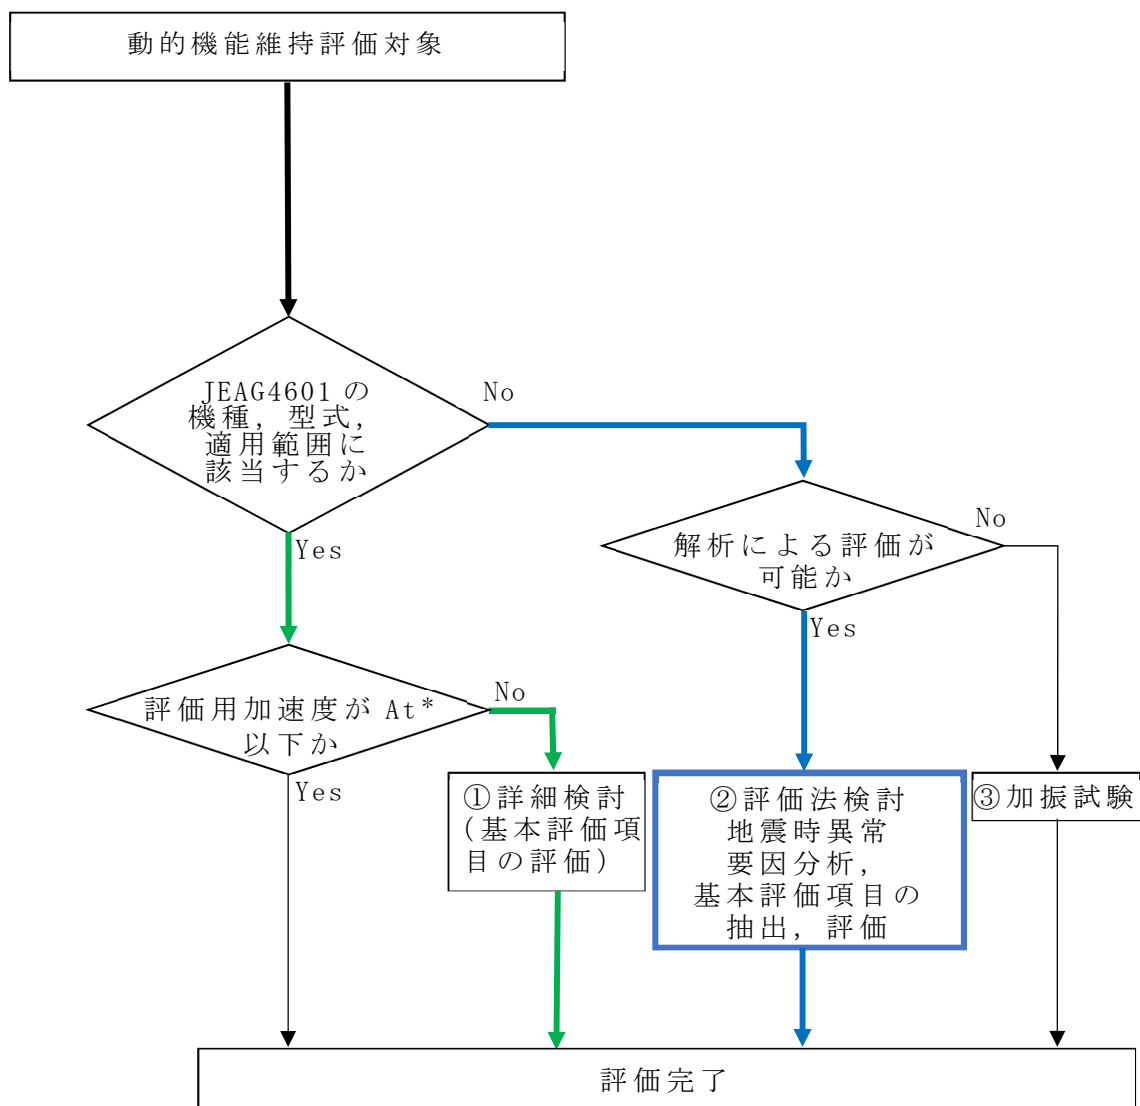 動的機能維持評価対象
JEAG4601の
機種，型式，
適用範囲に
該当するか
No
Yes
解析による評価が
可能か
No
Yes
評価用加速度が At*
以下か
No
Yes
①詳細検討
(基本評価項
目の評価)
②評価法検討
地震時異常
要因分析，
基本評価項目の
抽出，評価
③加振試験
評価完了